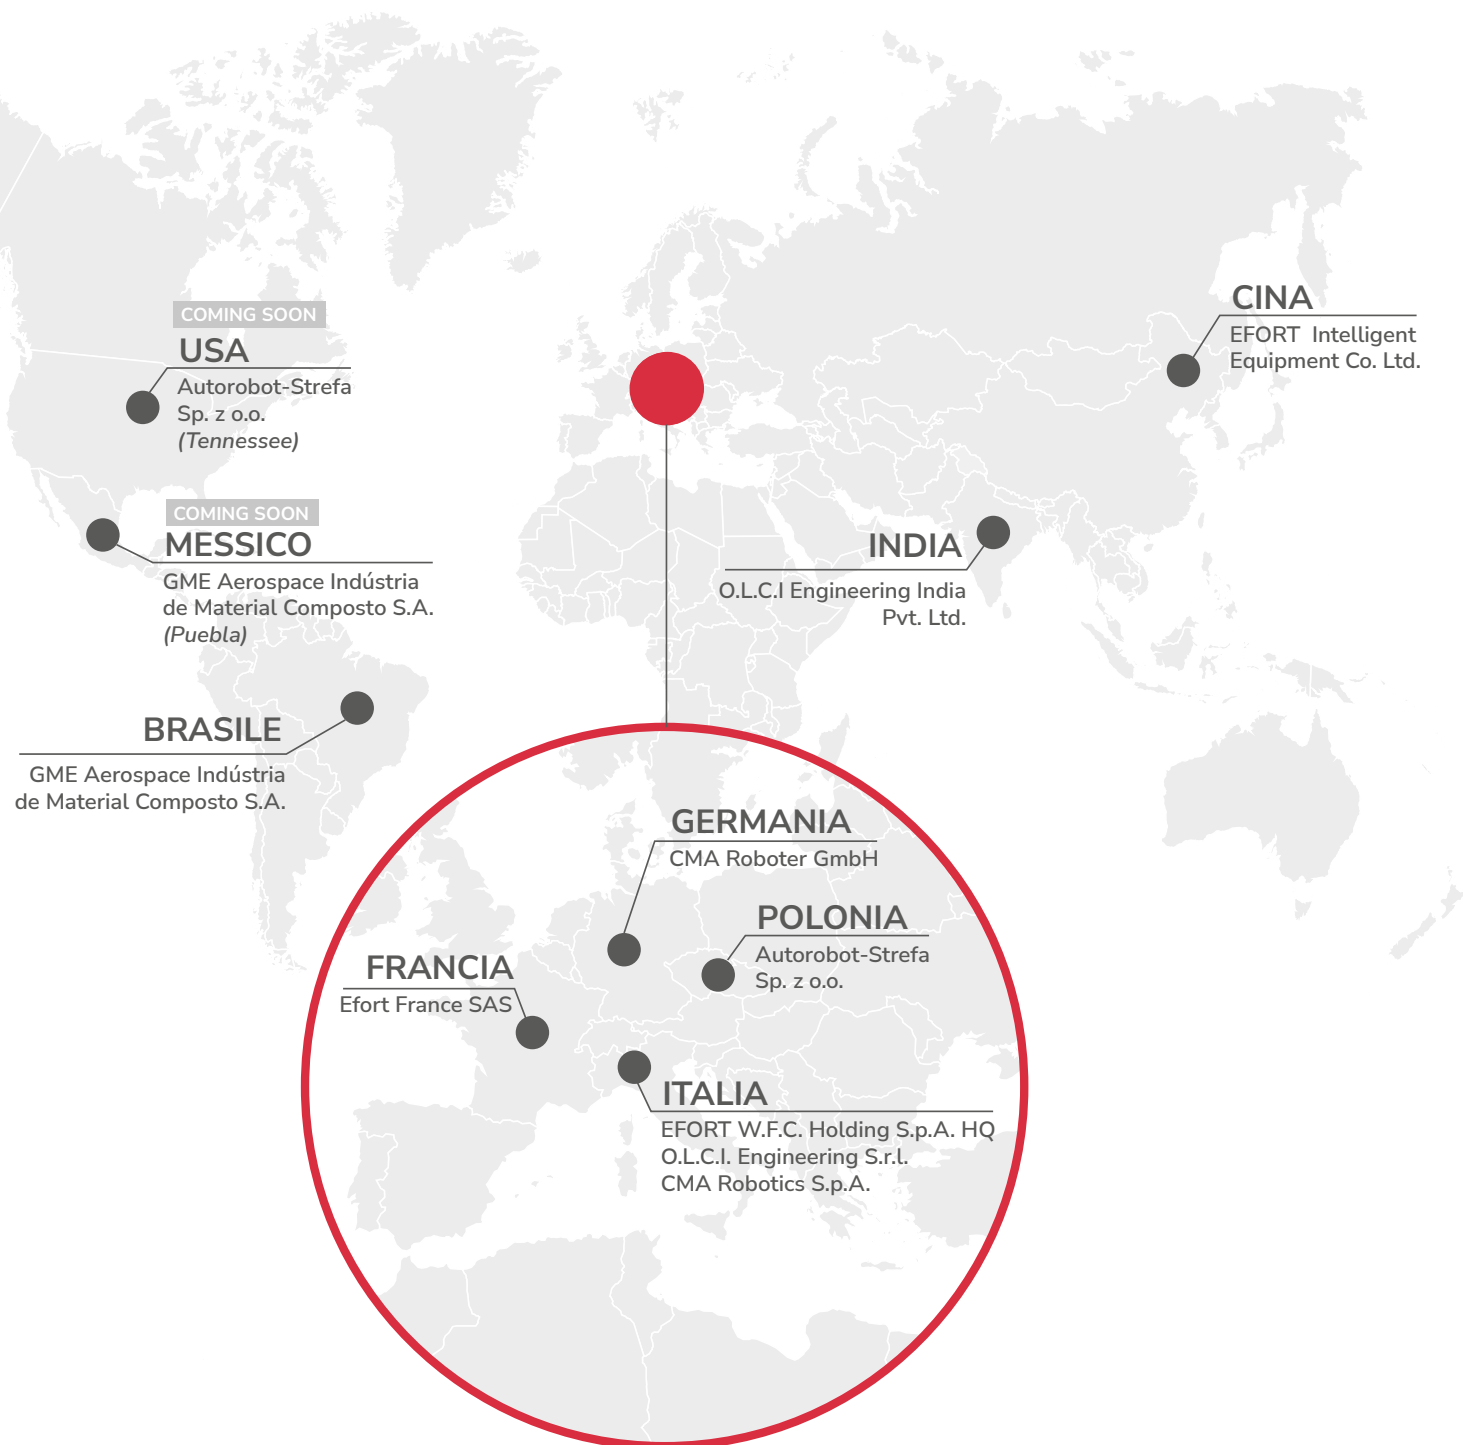 COMING SOON
USA
Autorobot-Strefa
Sp. z o.o.
(Tennessee)
COMING SOON
MESSICO
GME Aerospace Indústria
de Material Composto S.A.
(Puebla)
BRASILE
GME Aerospace Indústria
de Material Composto S.A.
CINA
EFORT Intelligent
Equipment Co. Ltd.
INDIA
O.L.C.I Engineering India
Pvt. Ltd.
GERMANIA
CMA Roboter GmbH
POLONIA
Autorobot-Strefa
Sp. z o.o.
FRANCIA
Efort France SAS
ITALIA
EFORT W.F.C. Holding S.p.A. HQ
O.L.C.I. Engineering S.r.l.
CMA Robotics S.p.A.